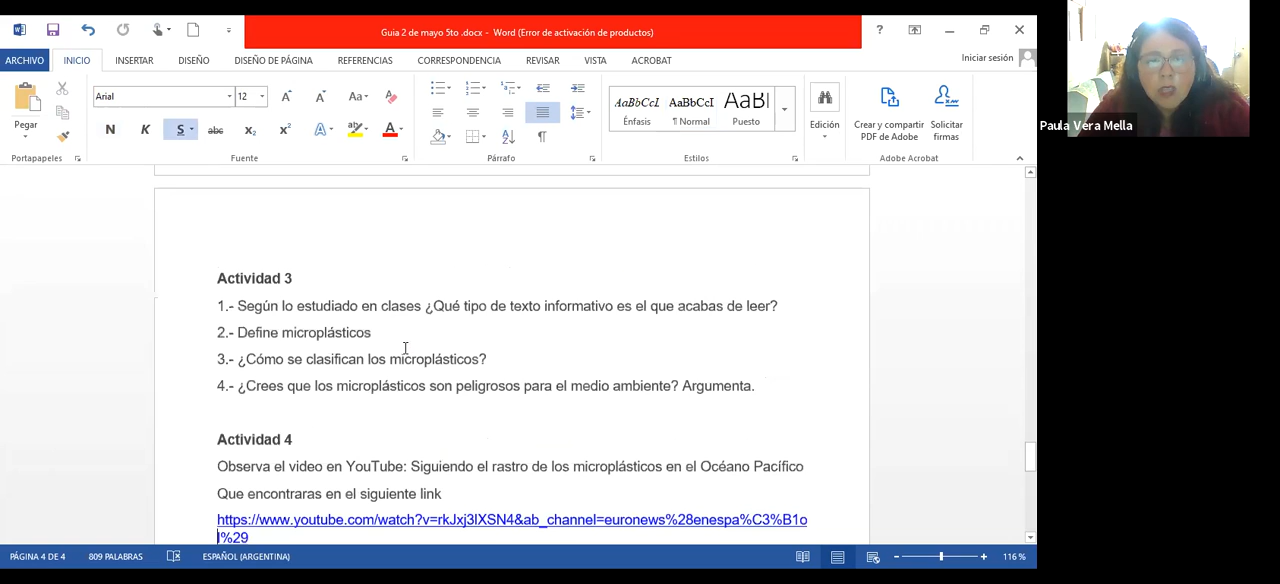 Guia 2 de mayo 5to .docx - Word (Error de activación de productos)
?
ARCHIVO INICIO INSERTAR DISEÑO DISEÑO DE PÁGINA REFERENCIAS CORRESPONDENCIA REVISAR VISTA ACROBAT
Iniciar sesión
Pegar
Portapapeles
Arial 12
N K S abc x₂ x²
Fuente
Párrafo
AaBbCcI AaBbCcI AaBbI
Énfasis ¶ Normal Puesto
Estilos
Edición
Crear y compartir
PDF de Adobe
Solicitar
firmas
Adobe Acrobat
Paula Vera Mella
Actividad 3
1.- Según lo estudiado en clases ¿Qué tipo de texto informativo es el que acabas de leer?
2.- Define microplásticos
3.- ¿Cómo se clasifican los microplásticos?
4.- ¿Crees que los microplásticos son peligrosos para el medio ambiente? Argumenta.
Actividad 4
Observa el video en YouTube: Siguiendo el rastro de los microplásticos en el Océano Pacífico
Que encontraras en el siguiente link
https://www.youtube.com/watch?v=rkJxj3lXSN4&ab_channel=euronews%28enespa%C3%B1o
l%29
PÁGINA 4 DE 4 809 PALABRAS ESPAÑOL (ARGENTINA) 116 %